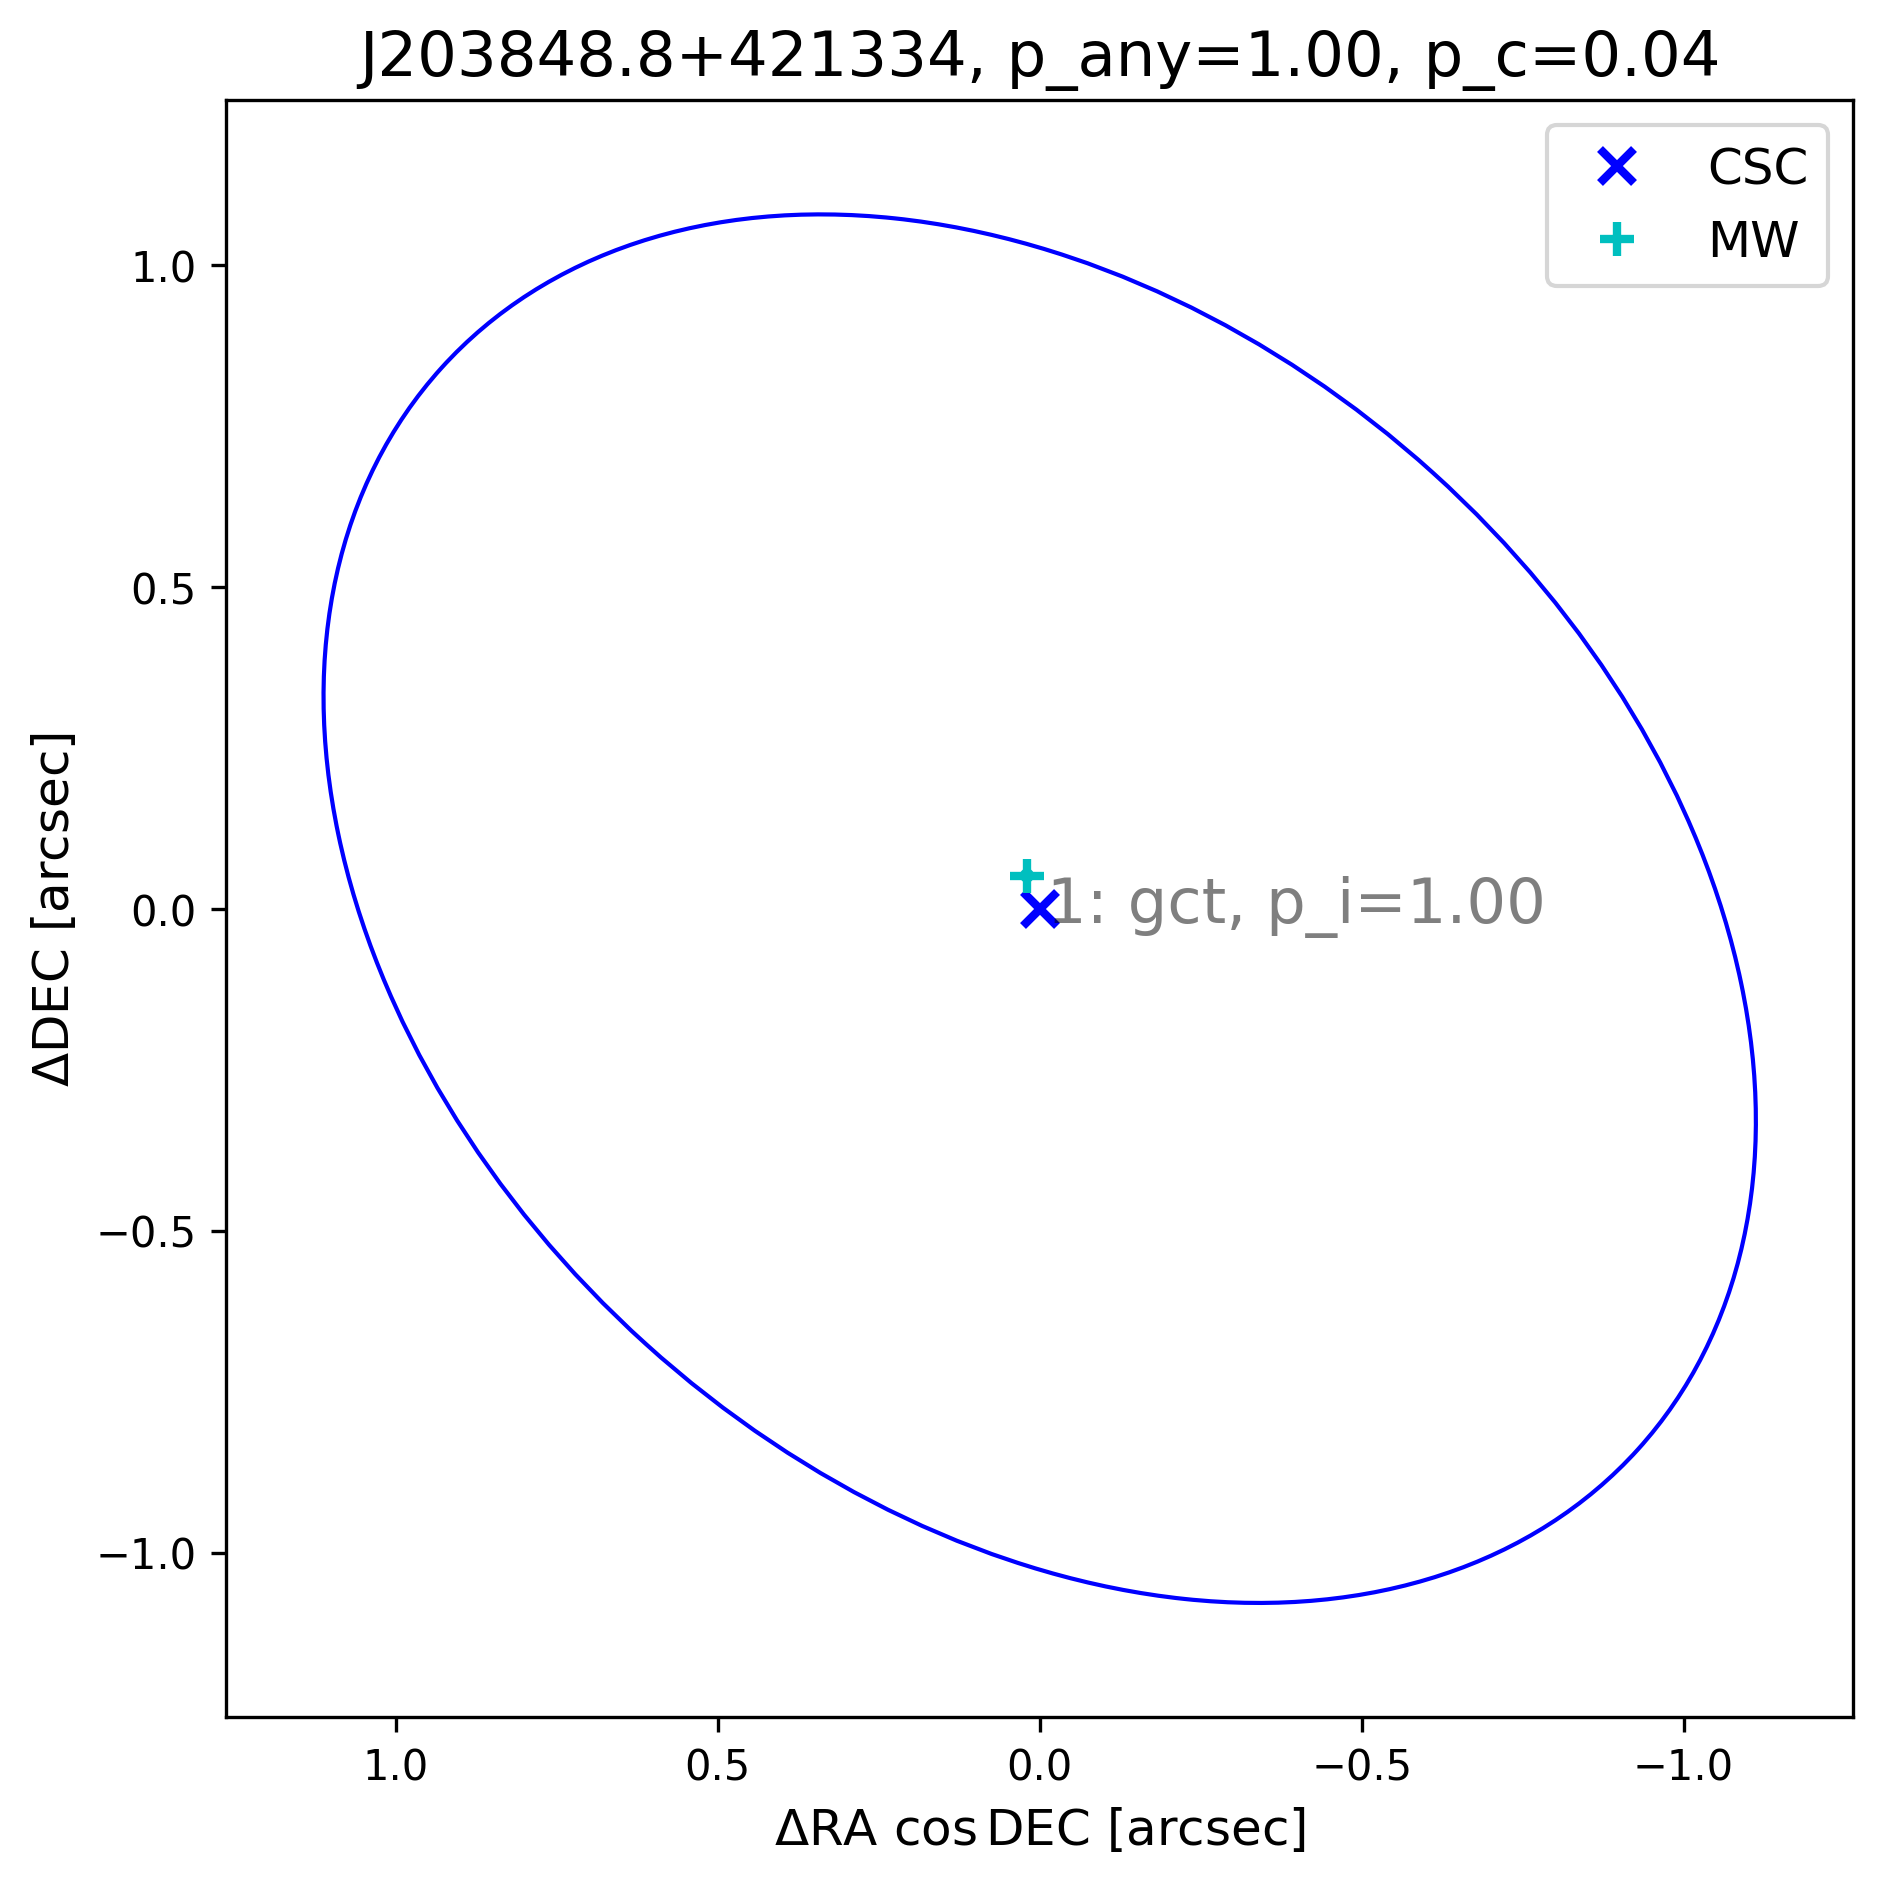 J203848.8+421334, p_any=1.00, p_c=0.04
CSC
MW
1.0
0.5
0.0
−0.5
−1.0
ΔDEC [arcsec]
1: gct, p_i=1.00
1.0 0.5 0.0 −0.5 −1.0
ΔRA cos DEC [arcsec]